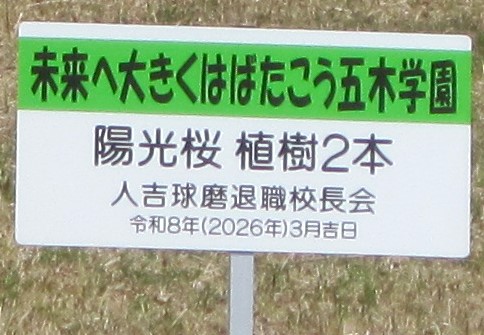 未来へ大きくはばたこう五木学園
陽光桜 植樹2本
人吉球磨退職校長会
令和8年(2026年)3月吉日